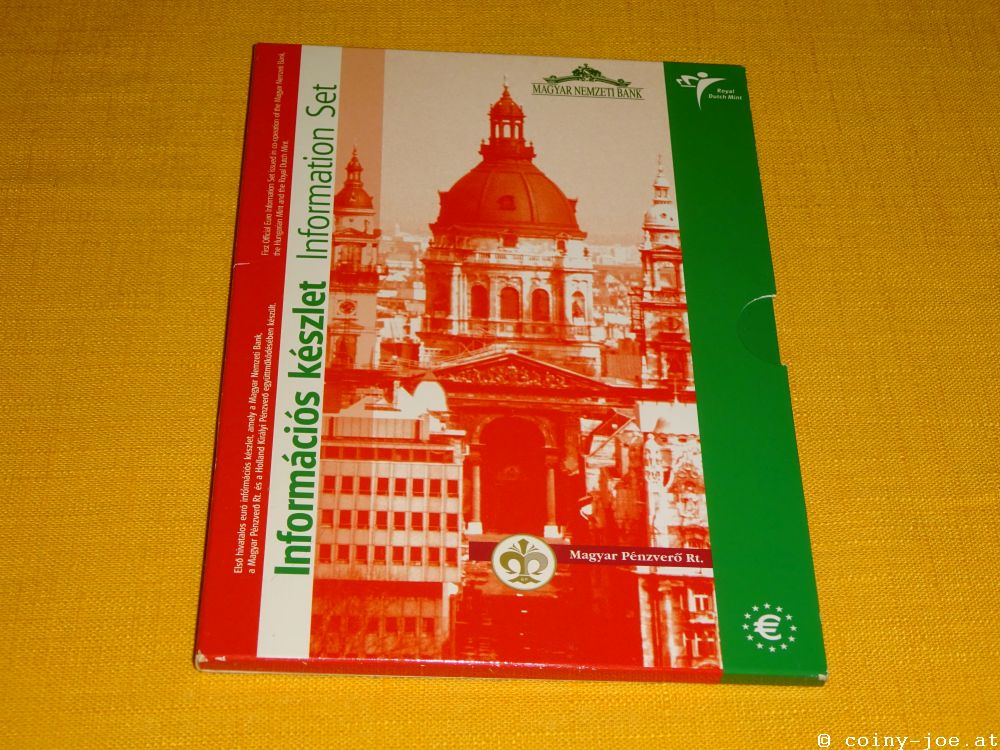 MAGYAR NEMZETI BANK
Royal
Dutch Mint
First Official Euro Information Set issued in co-operation of the Magyar Nemzeti Bank,
the Hungarian Mint and the Royal Dutch Mint.
Információs készlet Information Set
Első hivatalos euró információs készlet, amely a Magyar Nemzeti Bank,
a Magyar Pénzverő Rt. és a Holland Királyi Pénzverő együttműködésében készült.
Magyar Pénzverő Rt.
BP.
€
© coiny-joe.at